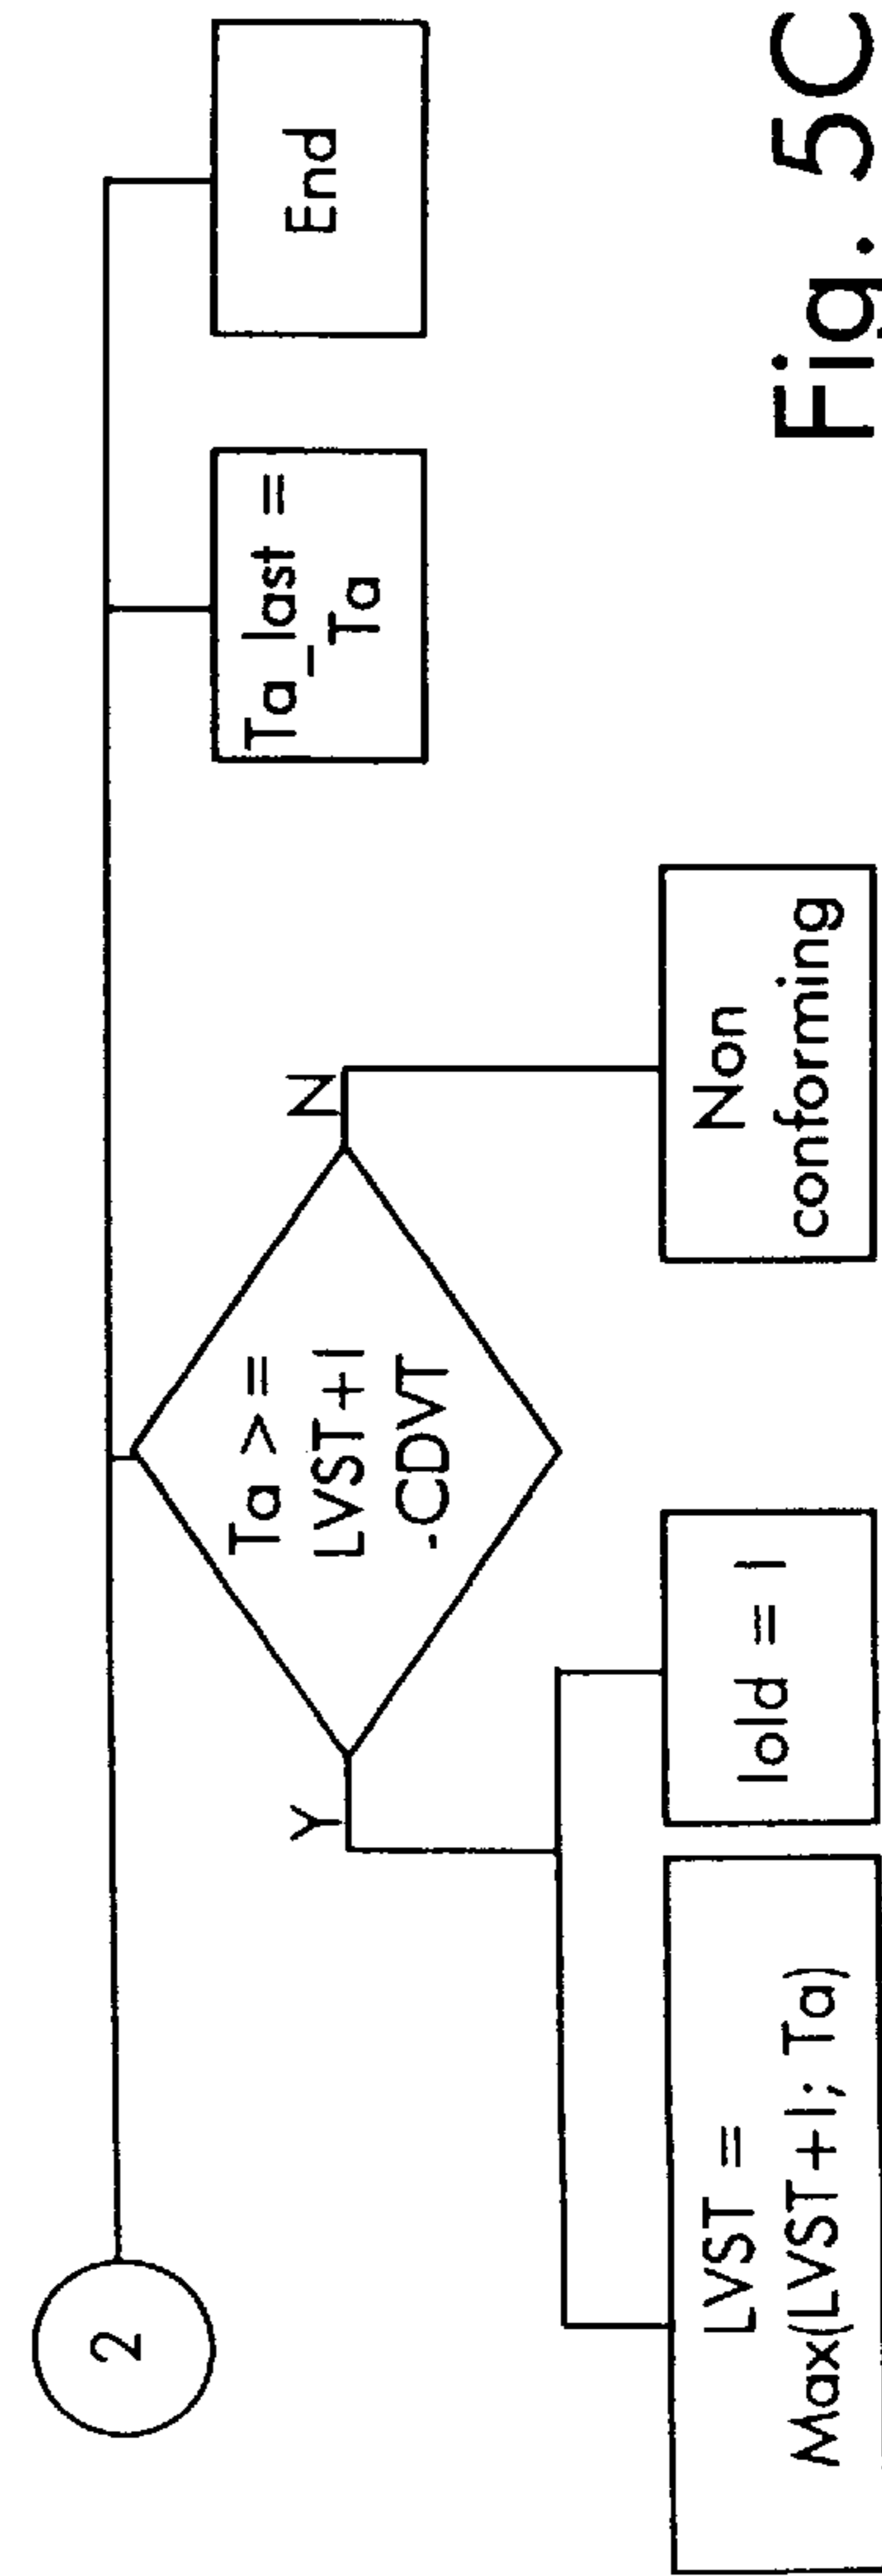 2
Ta >=
LVST+I
-CDVT
Y
N
LVST =
Max(LVST+I; Ta)
Iold = I
Non
conforming
Ta_last =
Ta
End
Fig. 5C